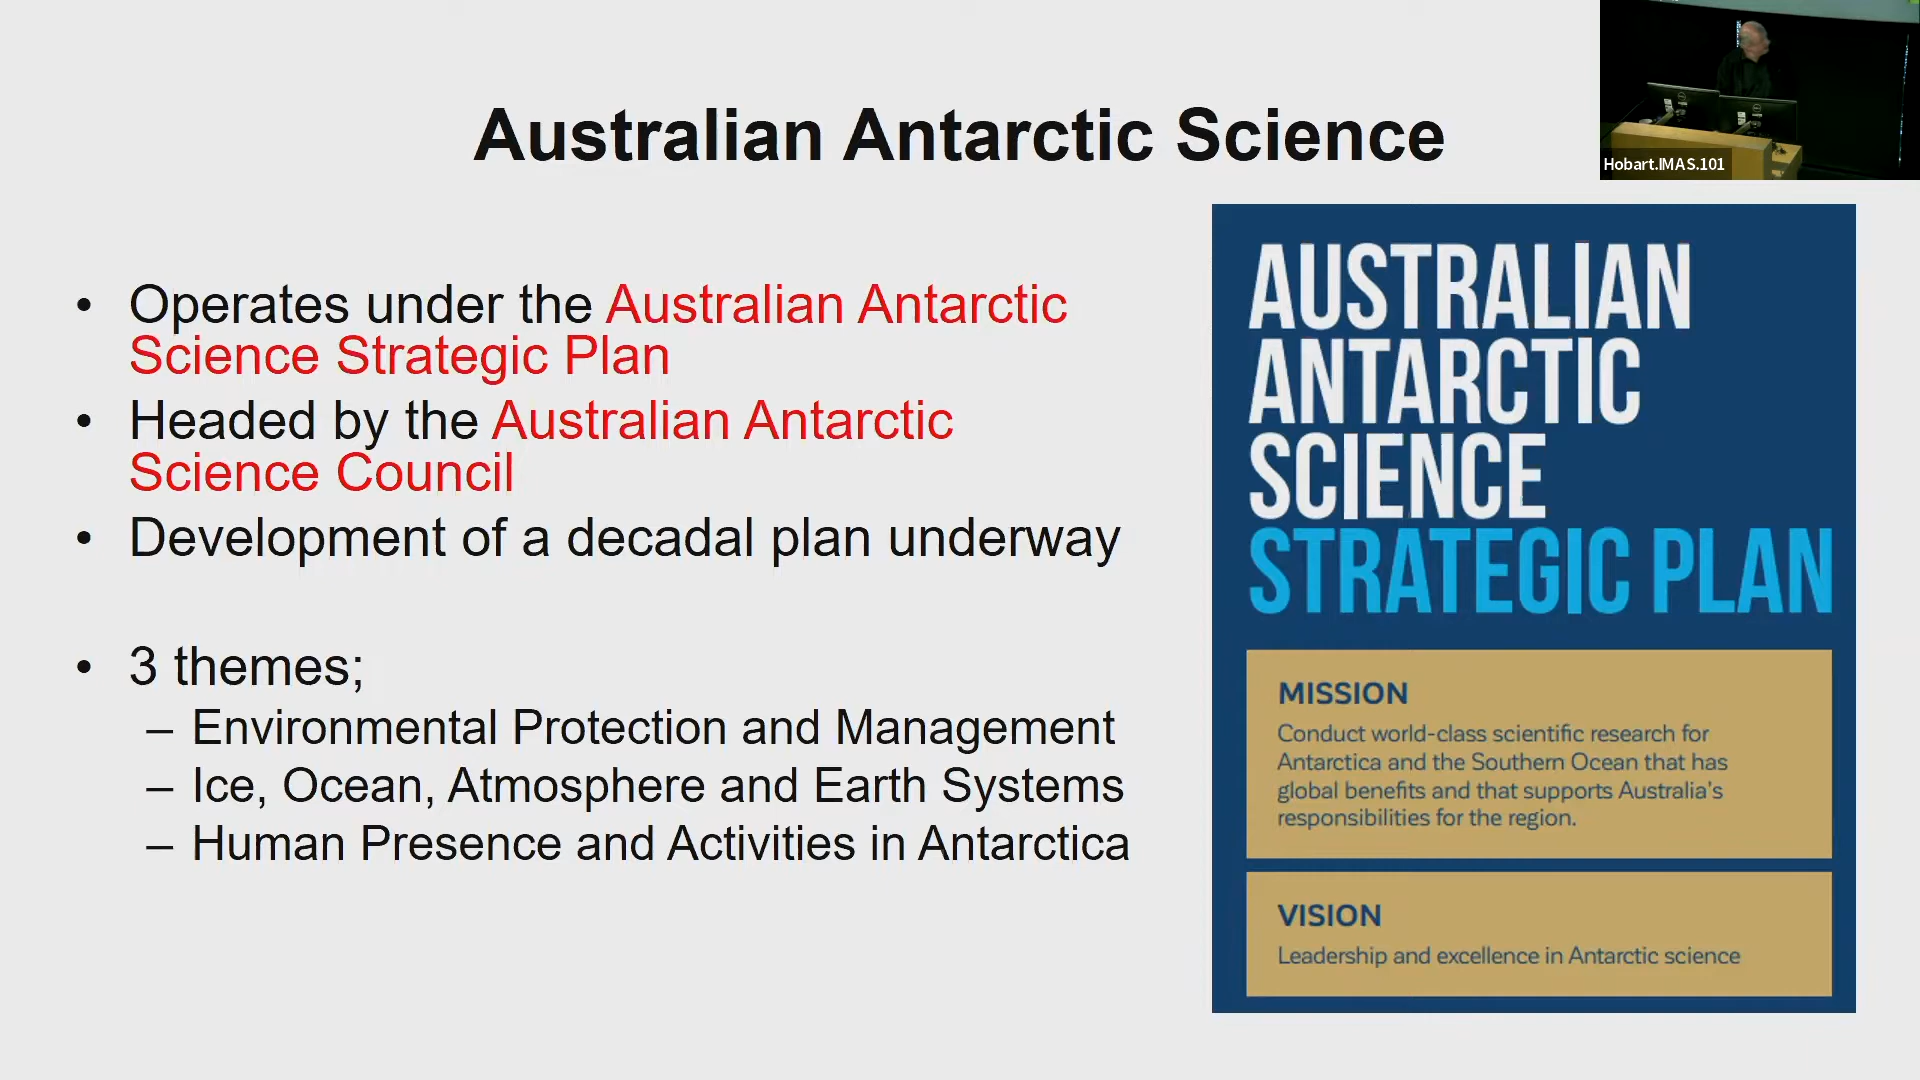 Australian Antarctic Science
Hobart.IMAS.101
• Operates under the Australian Antarctic
Science Strategic Plan
• Headed by the Australian Antarctic
Science Council
• Development of a decadal plan underway
• 3 themes;
– Environmental Protection and Management
– Ice, Ocean, Atmosphere and Earth Systems
– Human Presence and Activities in Antarctica
AUSTRALIAN
ANTARCTIC
SCIENCE
STRATEGIC PLAN
MISSION
Conduct world-class scientific research for
Antarctica and the Southern Ocean that has
global benefits and that supports Australia's
responsibilities for the region.
VISION
Leadership and excellence in Antarctic science